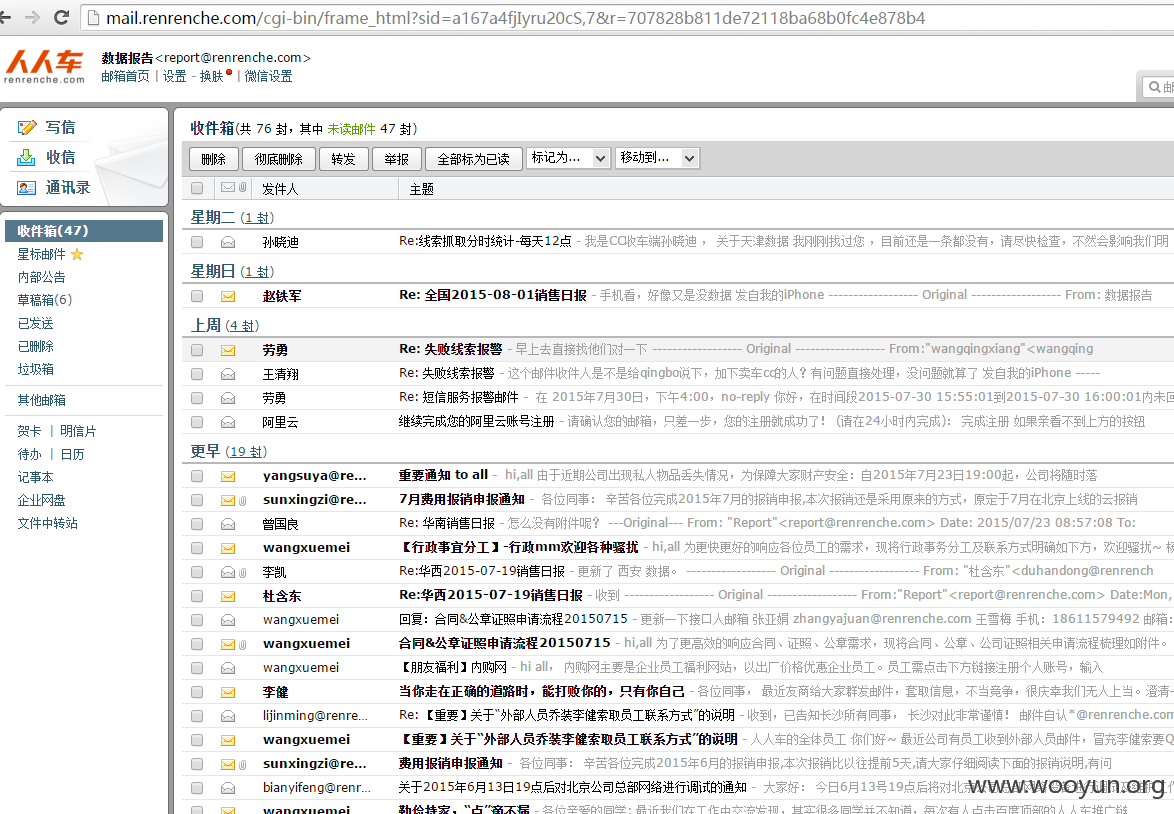 mail.renrenche.com/cgi-bin/frame_html?sid=a167a4fjIyru20cS,7&r=707828b811de72118ba68b0fc4e878b4
人人车
renrenche.com
数据报告<report@renrenche.com>
邮箱首页 | 设置 - 换肤 | 微信设置
写信
收信
通讯录
收件箱(47)
星标邮件
内部公告
草稿箱(6)
已发送
已删除
垃圾箱
其他邮箱
贺卡 | 明信片
待办 | 日历
记事本
企业网盘
文件中转站
收件箱(共 76 封，其中 未读邮件 47 封)
删除 彻底删除 转发 举报 全部标为已读 标记为... 移动到...
发件人 主题
星期二 (1 封)
孙晓迪 Re:线索抓取分时统计-每天12点 - 我是CC收车端孙晓迪 ， 关于天津数据 我刚刚找过您 ，目前还是一条都没有，请尽快检查，不然会影响我们明
星期日 (1 封)
赵铁军 Re: 全国2015-08-01销售日报 - 手机看，好像又是没数据 发自我的iPhone ------------------ Original ------------------ From: 数据报告
上周 (4 封)
劳勇 Re: 失败线索报警 - 早上去直接找他们对一下 ------------------ Original ------------------ From:"wangqingxiang"<wangqing
王清翔 Re: 失败线索报警 - 这个邮件收件人是不是给qingbo说下，加下卖车cc的人？有问题直接处理，没问题就算了 发自我的iPhone -----
劳勇 Re: 短信服务报警邮件 - 在 2015年7月30日，下午4:00，no-reply 你好，在时间段2015-07-30 15:55:01到2015-07-30 16:00:01内未回
阿里云 继续完成您的阿里云账号注册 - 请确认您的邮箱，只差一步，您的注册就成功了！ (请在24小时内完成)： 完成注册 如果亲看不到上方的按钮
更早 (19 封)
yangsuya@re... 重要通知 to all - hi,all 由于近期公司出现私人物品丢失情况，为保障大家财产安全：自2015年7月23日19:00起，公司将随时落
sunxingzi@re... 7月费用报销申报通知 - 各位同事： 辛苦各位完成2015年7月的报销申报,本次报销还是采用原来的方式，原定于7月在北京上线的云报销
曾国良 Re: 华南销售日报 - 怎么没有附件呢？ ---Original--- From: "Report"<report@renrenche.com> Date: 2015/07/23 08:57:08 To:
wangxuemei 【行政事宜分工】-行政mm欢迎各种骚扰 - hi,all 为更快更好的响应各位员工的需求，现将行政事务分工及联系方式明确如下方，欢迎骚扰~ 杨
李凯 Re:华西2015-07-19销售日报 - 更新了 西安 数据。 ------------------ Original ------------------ From: "杜含东"<duhandong@renrench
杜含东 Re:华西2015-07-19销售日报 - 收到 ------------------ Original ------------------ From:"Report"<report@renrenche.com> Date:Mon,
wangxuemei 回复：合同&公章证照申请流程20150715 - 更新一下接口人邮箱 张亚娟 zhangyajuan@renrenche.com 王雪梅 手机：18611579492 邮箱:
wangxuemei 合同&公章证照申请流程20150715 - hi,all 为了更高效的响应合同、证照、公章需求，现将合同、公章、公司证照相关申请流程梳理如附件。
wangxuemei 【朋友福利】内购网 - hi all， 内购网主要是企业员工福利网站，以出厂价格优惠企业员工。员工需点击下方链接注册个人账号，输入
李健 当你走在正确的道路时，能打败你的，只有你自己 - 各位同事， 最近友商给大家群发邮件，套取信息，不当竞争，很庆幸我们无人上当。澄清一
lijinming@renre... Re: 【重要】关于“外部人员乔装李健索取员工联系方式”的说明 - 收到，已告知长沙所有同事， 长沙对此非常谨慎！ 邮件自认*@renrenche.com
wangxuemei 【重要】关于“外部人员乔装李健索取员工联系方式”的说明 - 人人车的全体员工 你们好~ 最近公司有员工收到外部人员邮件，冒充李健索要Q
sunxingzi@re... 费用报销申报通知 - 各位同事： 辛苦各位完成2015年6月的报销申报,本次报销比以往提前5天,请大家仔细阅读下面的报销说明,有问
bianyifeng@renr... 关于2015年6月13日19点后对北京公司总部网络进行调试的通知 - 大家好： 今日6月13号19点后将对北京
wangxuemei 勤俭持家，“点”滴不漏 - 各位亲爱的同学: 最近我们在工作中交流发现，其实很多同学并不知道，每次有人点击百度顶部的人人车推广链
www.wooyun.org